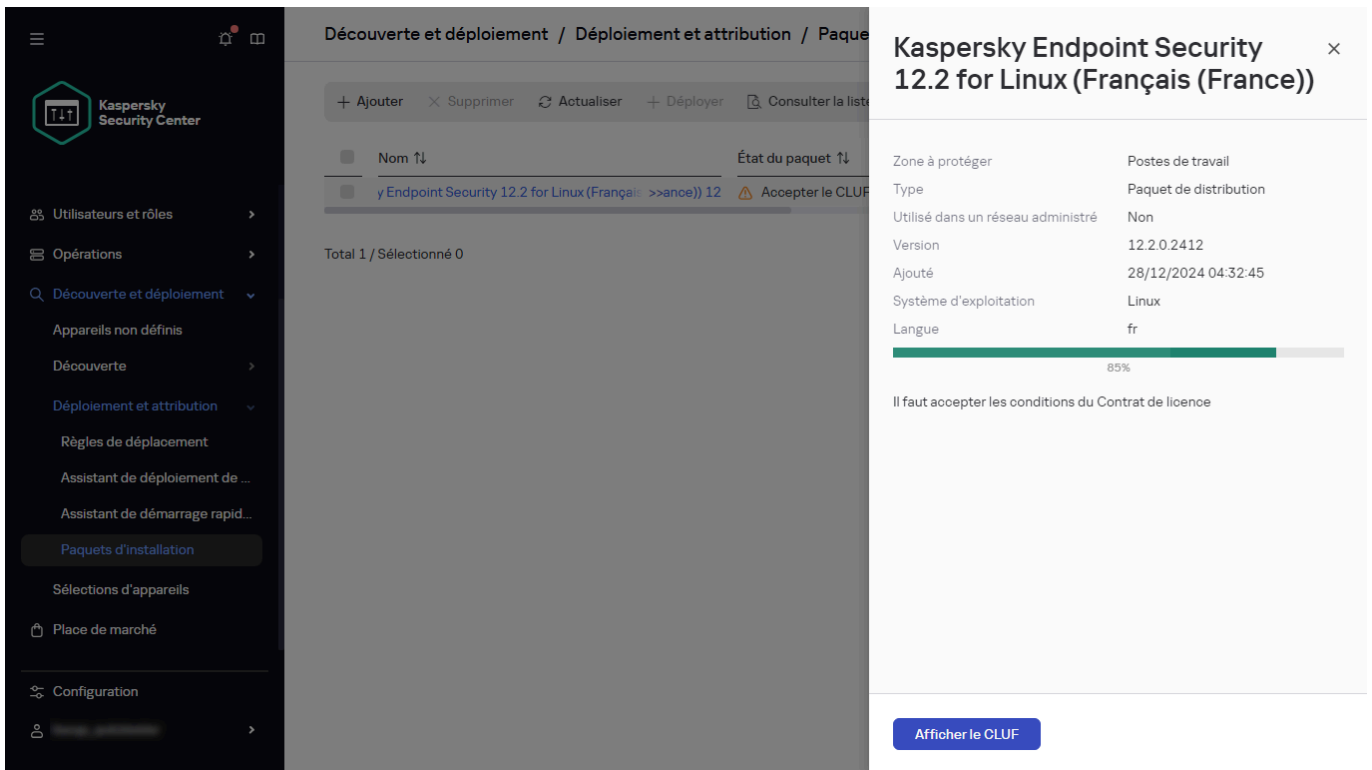 Kaspersky
Security Center
Utilisateurs et rôles
Opérations
Découverte et déploiement
Appareils non définis
Découverte
Déploiement et attribution
Règles de déplacement
Assistant de déploiement de ...
Assistant de démarrage rapid...
Paquets d'installation
Sélections d'appareils
Place de marché
Configuration
Découverte et déploiement / Déploiement et attribution / Paque
Ajouter Supprimer Actualiser Déployer Consulter la liste
Nom État du paquet
y Endpoint Security 12.2 for Linux (Français >>ance)) 12 Accepter le CLUF
Total 1 / Sélectionné 0
Kaspersky Endpoint Security
12.2 for Linux (Français (France))
Zone à protéger Postes de travail
Type Paquet de distribution
Utilisé dans un réseau administré Non
Version 12.2.0.2412
Ajouté 28/12/2024 04:32:45
Système d'exploitation Linux
Langue fr
85%
Il faut accepter les conditions du Contrat de licence
Afficher le CLUF